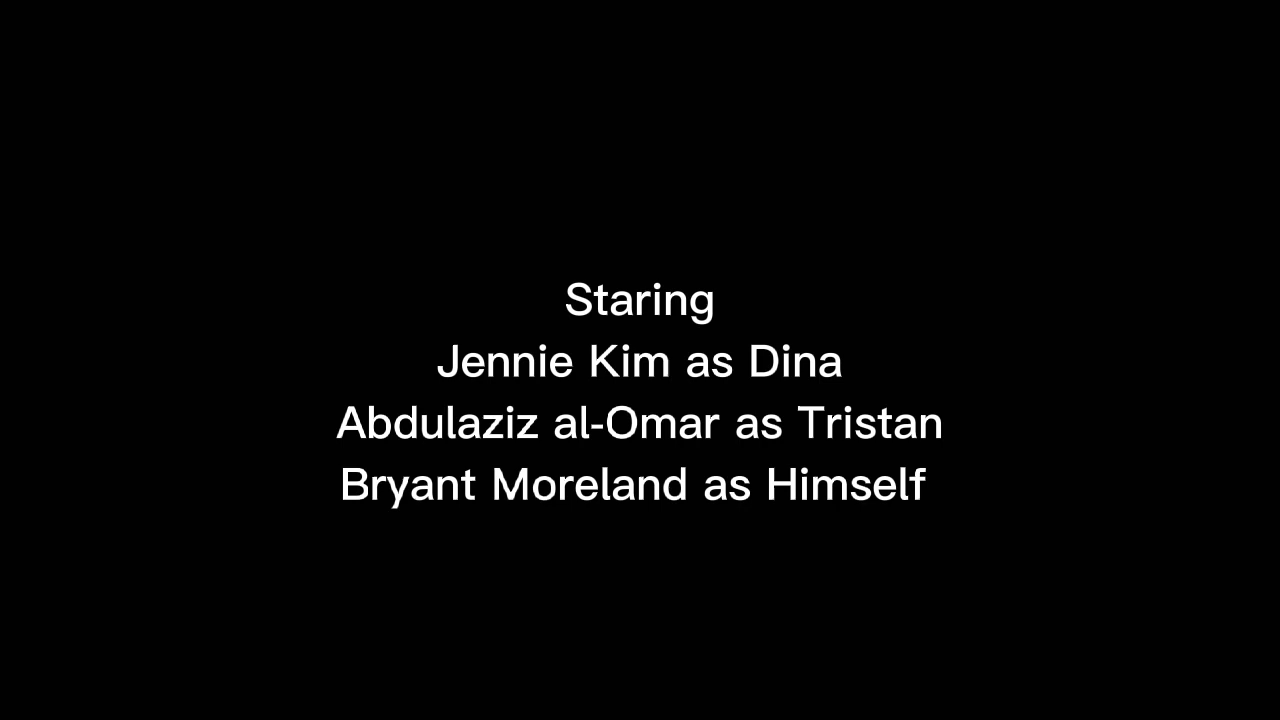 Staring
Jennie Kim as Dina
Abdulaziz al-Omar as Tristan
Bryant Moreland as Himself